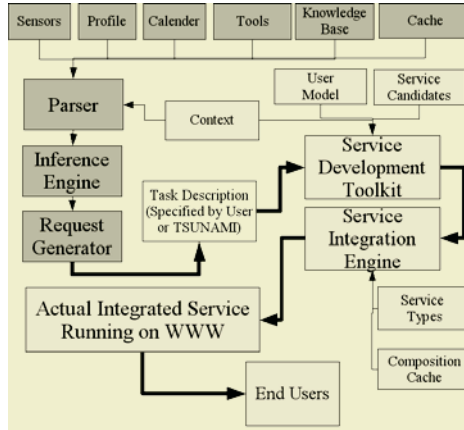 Sensors
Profile
Calender
Tools
Knowledge
Base
Cache
Parser
User
Model
Service
Candidates
Context
Inference
Engine
Service
Development
Toolkit
Task Description
(Specified by User
or TSUNAMI)
Request
Generator
Service
Integration
Engine
Actual Integrated Service
Running on WWW
Service
Types
Composition
Cache
End Users